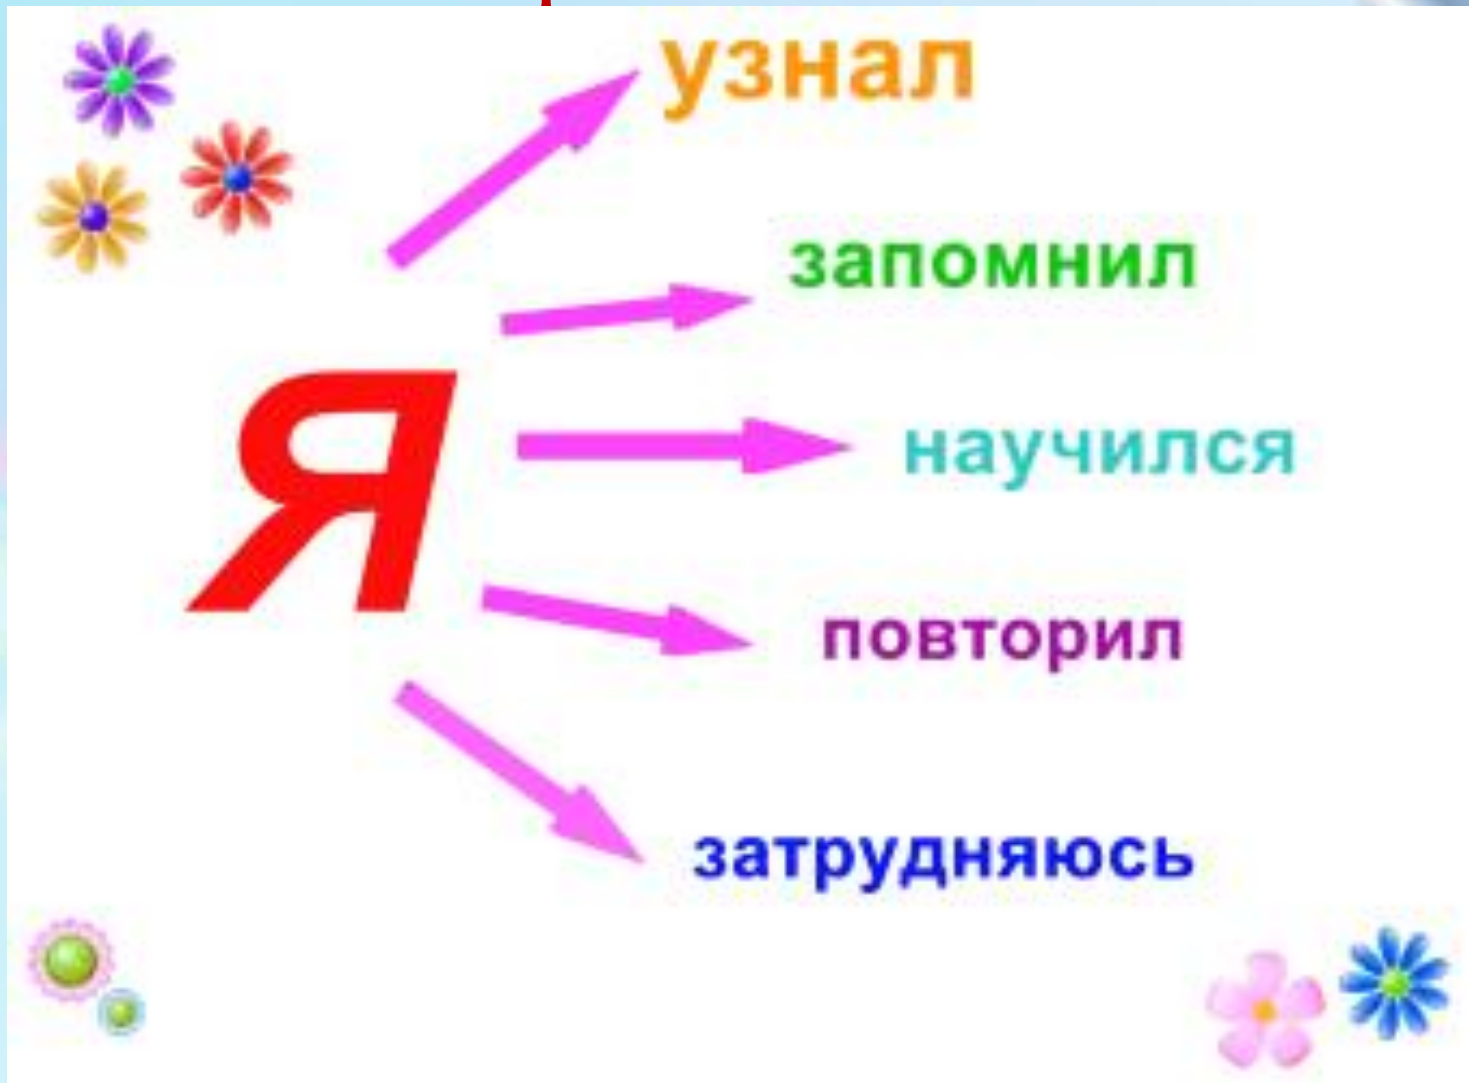 узнал
запомнил
Я
научился
повторил
затрудняюсь